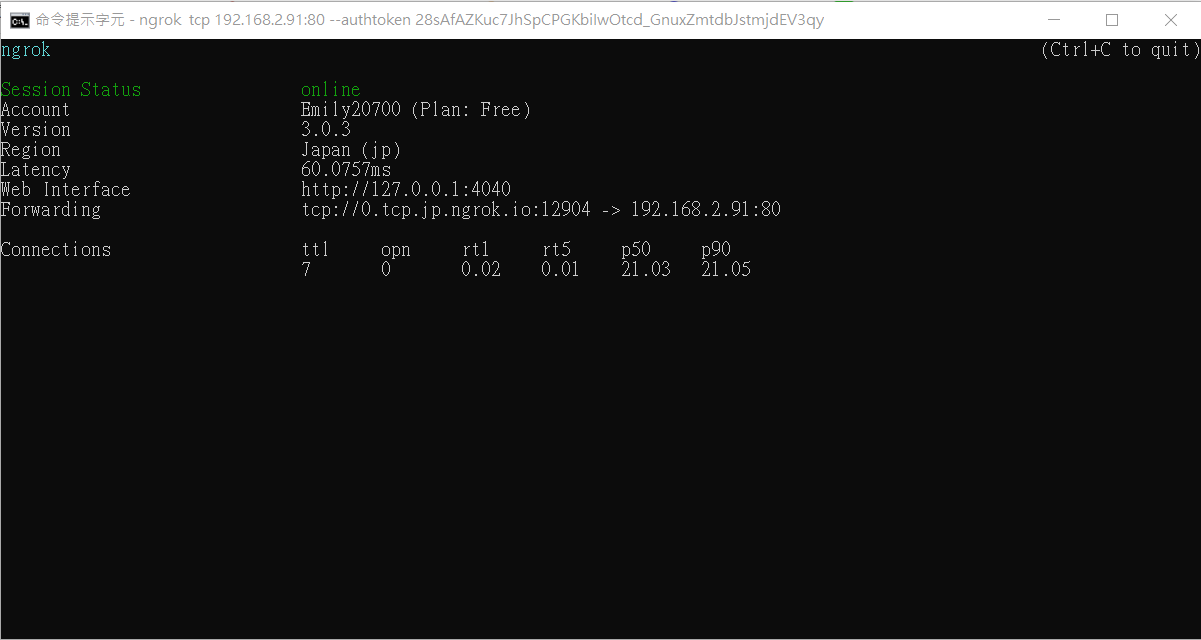 命令提示字元 - ngrok tcp 192.168.2.91:80 --authtoken 28sAfAZKuc7JhSpCPGKbiIwOtcd_GnuxZmtdbJstmjdEV3qy
ngrok (Ctrl+C to quit)
Session Status online
Account Emily20700 (Plan: Free)
Version 3.0.3
Region Japan (jp)
Latency 60.0757ms
Web Interface http://127.0.0.1:4040
Forwarding tcp://0.tcp.jp.ngrok.io:12904 -> 192.168.2.91:80
Connections ttl opn rt1 rt5 p50 p90
7 0 0.02 0.01 21.03 21.05